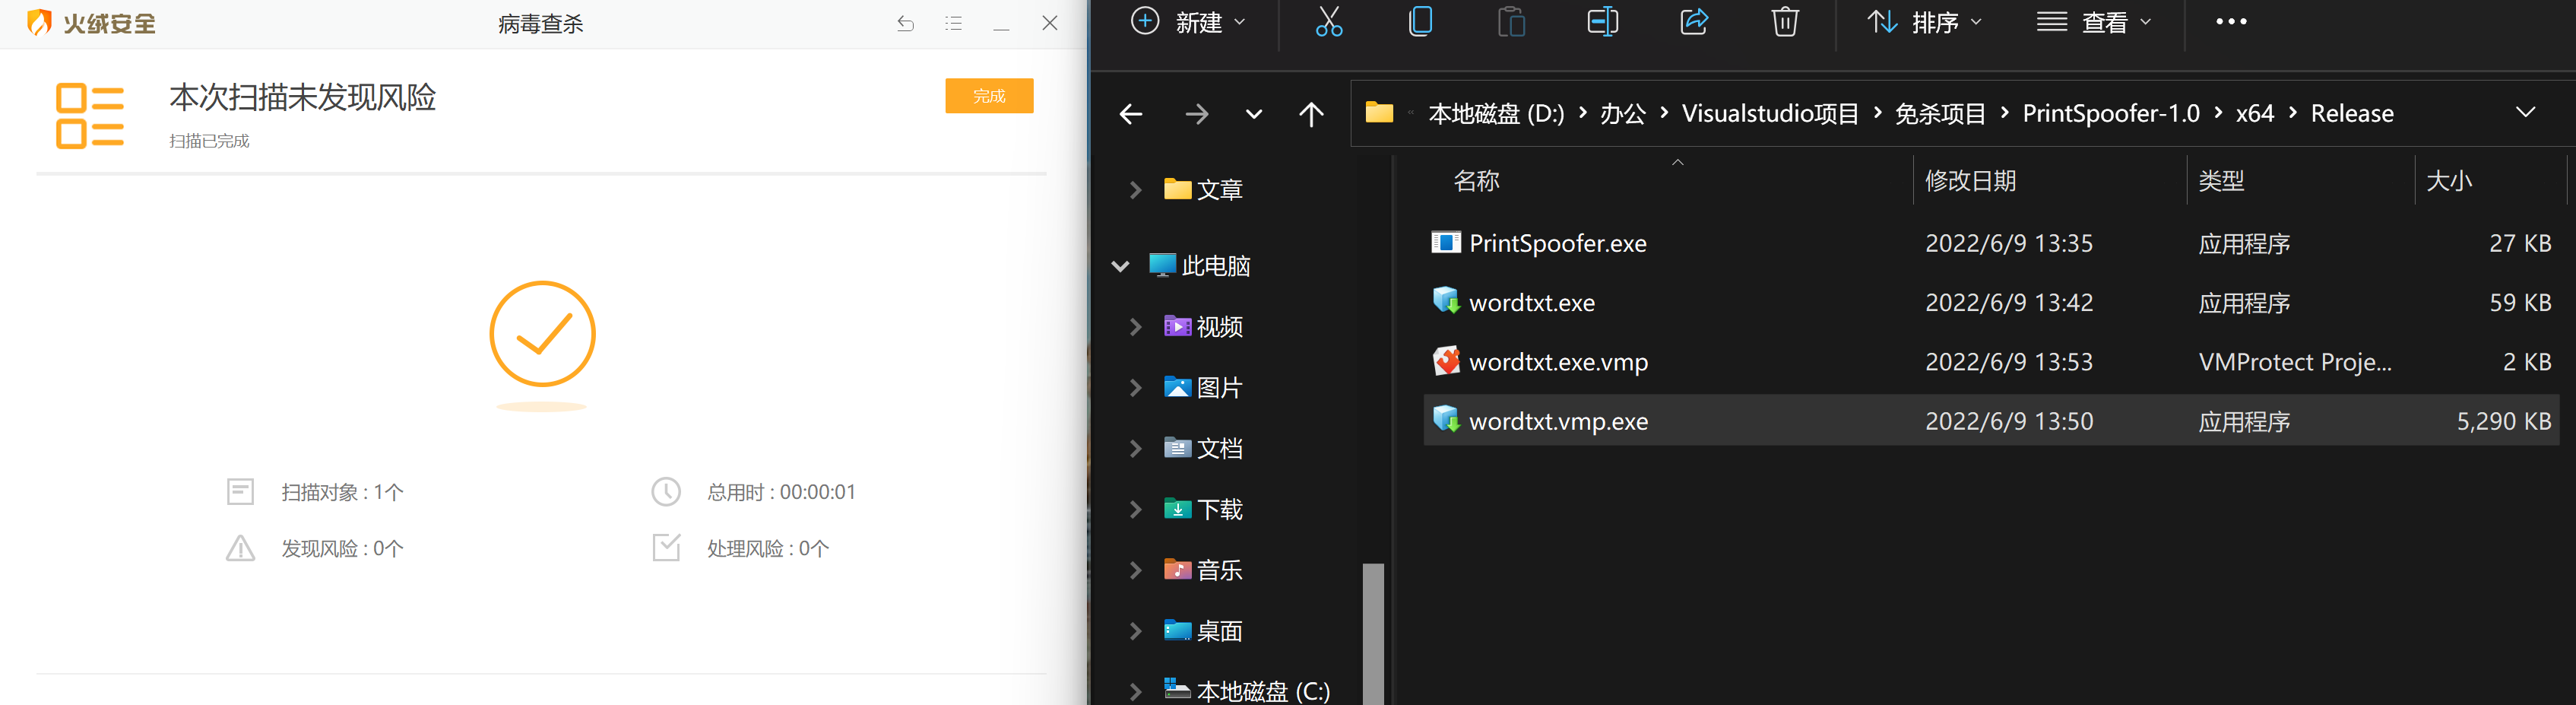 火绒安全
病毒查杀
本次扫描未发现风险
完成
扫描已完成
扫描对象 : 1个
总用时 : 00:00:01
发现风险 : 0个
处理风险 : 0个
新建
排序
查看
本地磁盘 (D:) › 办公 › Visualstudio项目 › 免杀项目 › PrintSpoofer-1.0 › x64 › Release
文章
此电脑
视频
图片
文档
下载
音乐
桌面
本地磁盘 (C:)
名称 修改日期 类型 大小
PrintSpoofer.exe 2022/6/9 13:35 应用程序 27 KB
wordtxt.exe 2022/6/9 13:42 应用程序 59 KB
wordtxt.exe.vmp 2022/6/9 13:53 VMProtect Proje... 2 KB
wordtxt.vmp.exe 2022/6/9 13:50 应用程序 5,290 KB